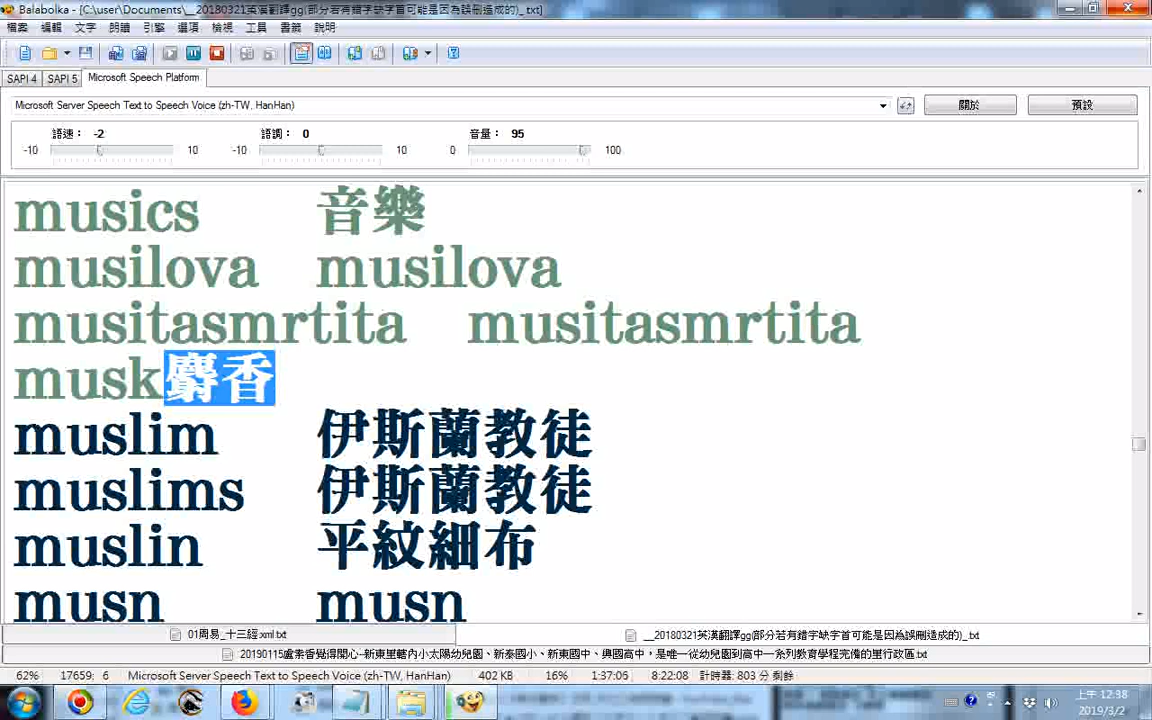 Balabolka - [C:\user\Documents\__20180321英漢翻譯gg(部分若有錯字缺字首可能是因為誤刪造成的)_.txt]
檔案 編輯 文字 朗讀 引擎 選項 檢視 工具 書籤 說明
SAPI 4 SAPI 5 Microsoft Speech Platform
Microsoft Server Speech Text to Speech Voice (zh-TW, HanHan) 關於 預設
語速： -2 語調： 0 音量： 95
-10 10 -10 10 0 100
musics 音樂
musilova musilova
musitasmrtita musitasmrtita
musk麝香
muslim 伊斯蘭教徒
muslims 伊斯蘭教徒
muslin 平紋細布
musn musn
01周易_十三經.xml.txt __20180321英漢翻譯gg(部分若有錯字缺字首可能是因為誤刪造成的)_.txt
20190115盧素香覺得開心--新東里轄內小太陽幼兒園、新泰國小、新東國中、興國高中，是唯一從幼兒園到高中一系列教育學程完備的里行政區.txt
62% 17659: 6 Microsoft Server Speech Text to Speech Voice (zh-TW, HanHan) 402 KB 16% 1:37:06 8:22:08 計時器: 803 分 剩餘
上午 12:38
2019/3/2